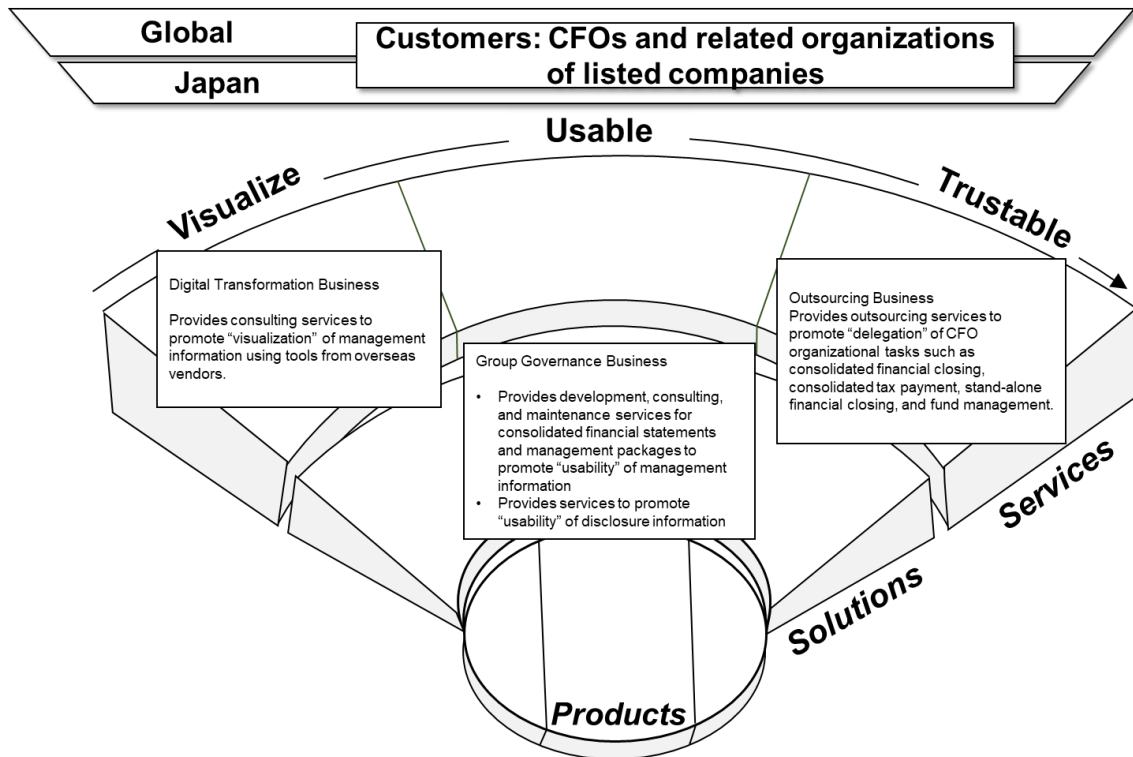 Global
Customers: CFOs and related organizations
of listed companies
Japan
Usable
Visualize
Trustable
Digital Transformation Business
Provides consulting services to
promote “visualization” of management
information using tools from overseas
vendors.
Group Governance Business
• Provides development, consulting,
and maintenance services for
consolidated financial statements
and management packages to
promote “usability” of management
information
• Provides services to promote
“usability” of disclosure information
Outsourcing Business
Provides outsourcing services to
promote “delegation” of CFO
organizational tasks such as
consolidated financial closing,
consolidated tax payment, stand-alone
financial closing, and fund management.
Services
Solutions
Products